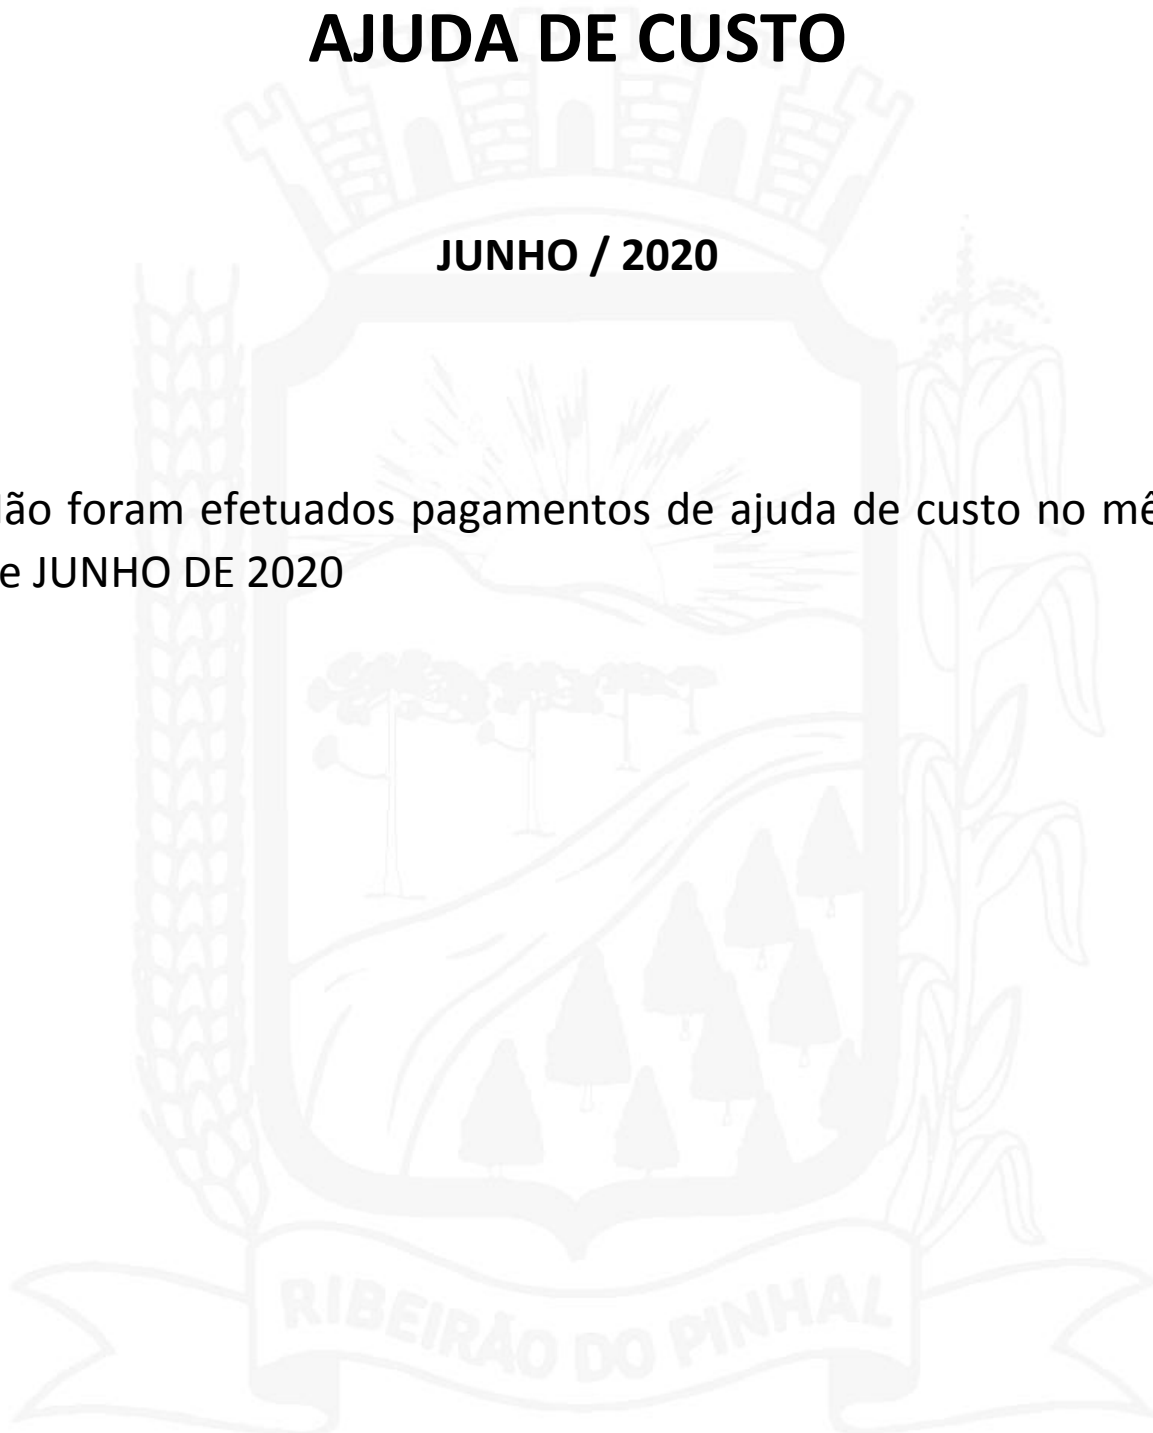 AJUDA DE CUSTO
JUNHO / 2020
ão foram efetuados pagamentos de ajuda de custo no mê
e JUNHO DE 2020
RIBEIRÃO DO PINHAL